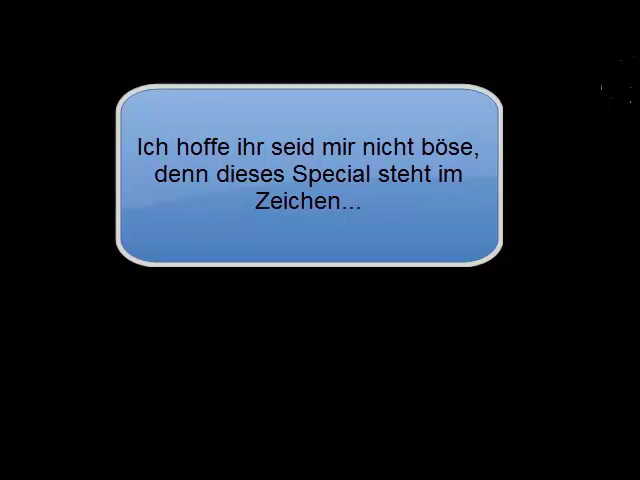 Ich hoffe ihr seid mir nicht böse,
denn dieses Special steht im
Zeichen...